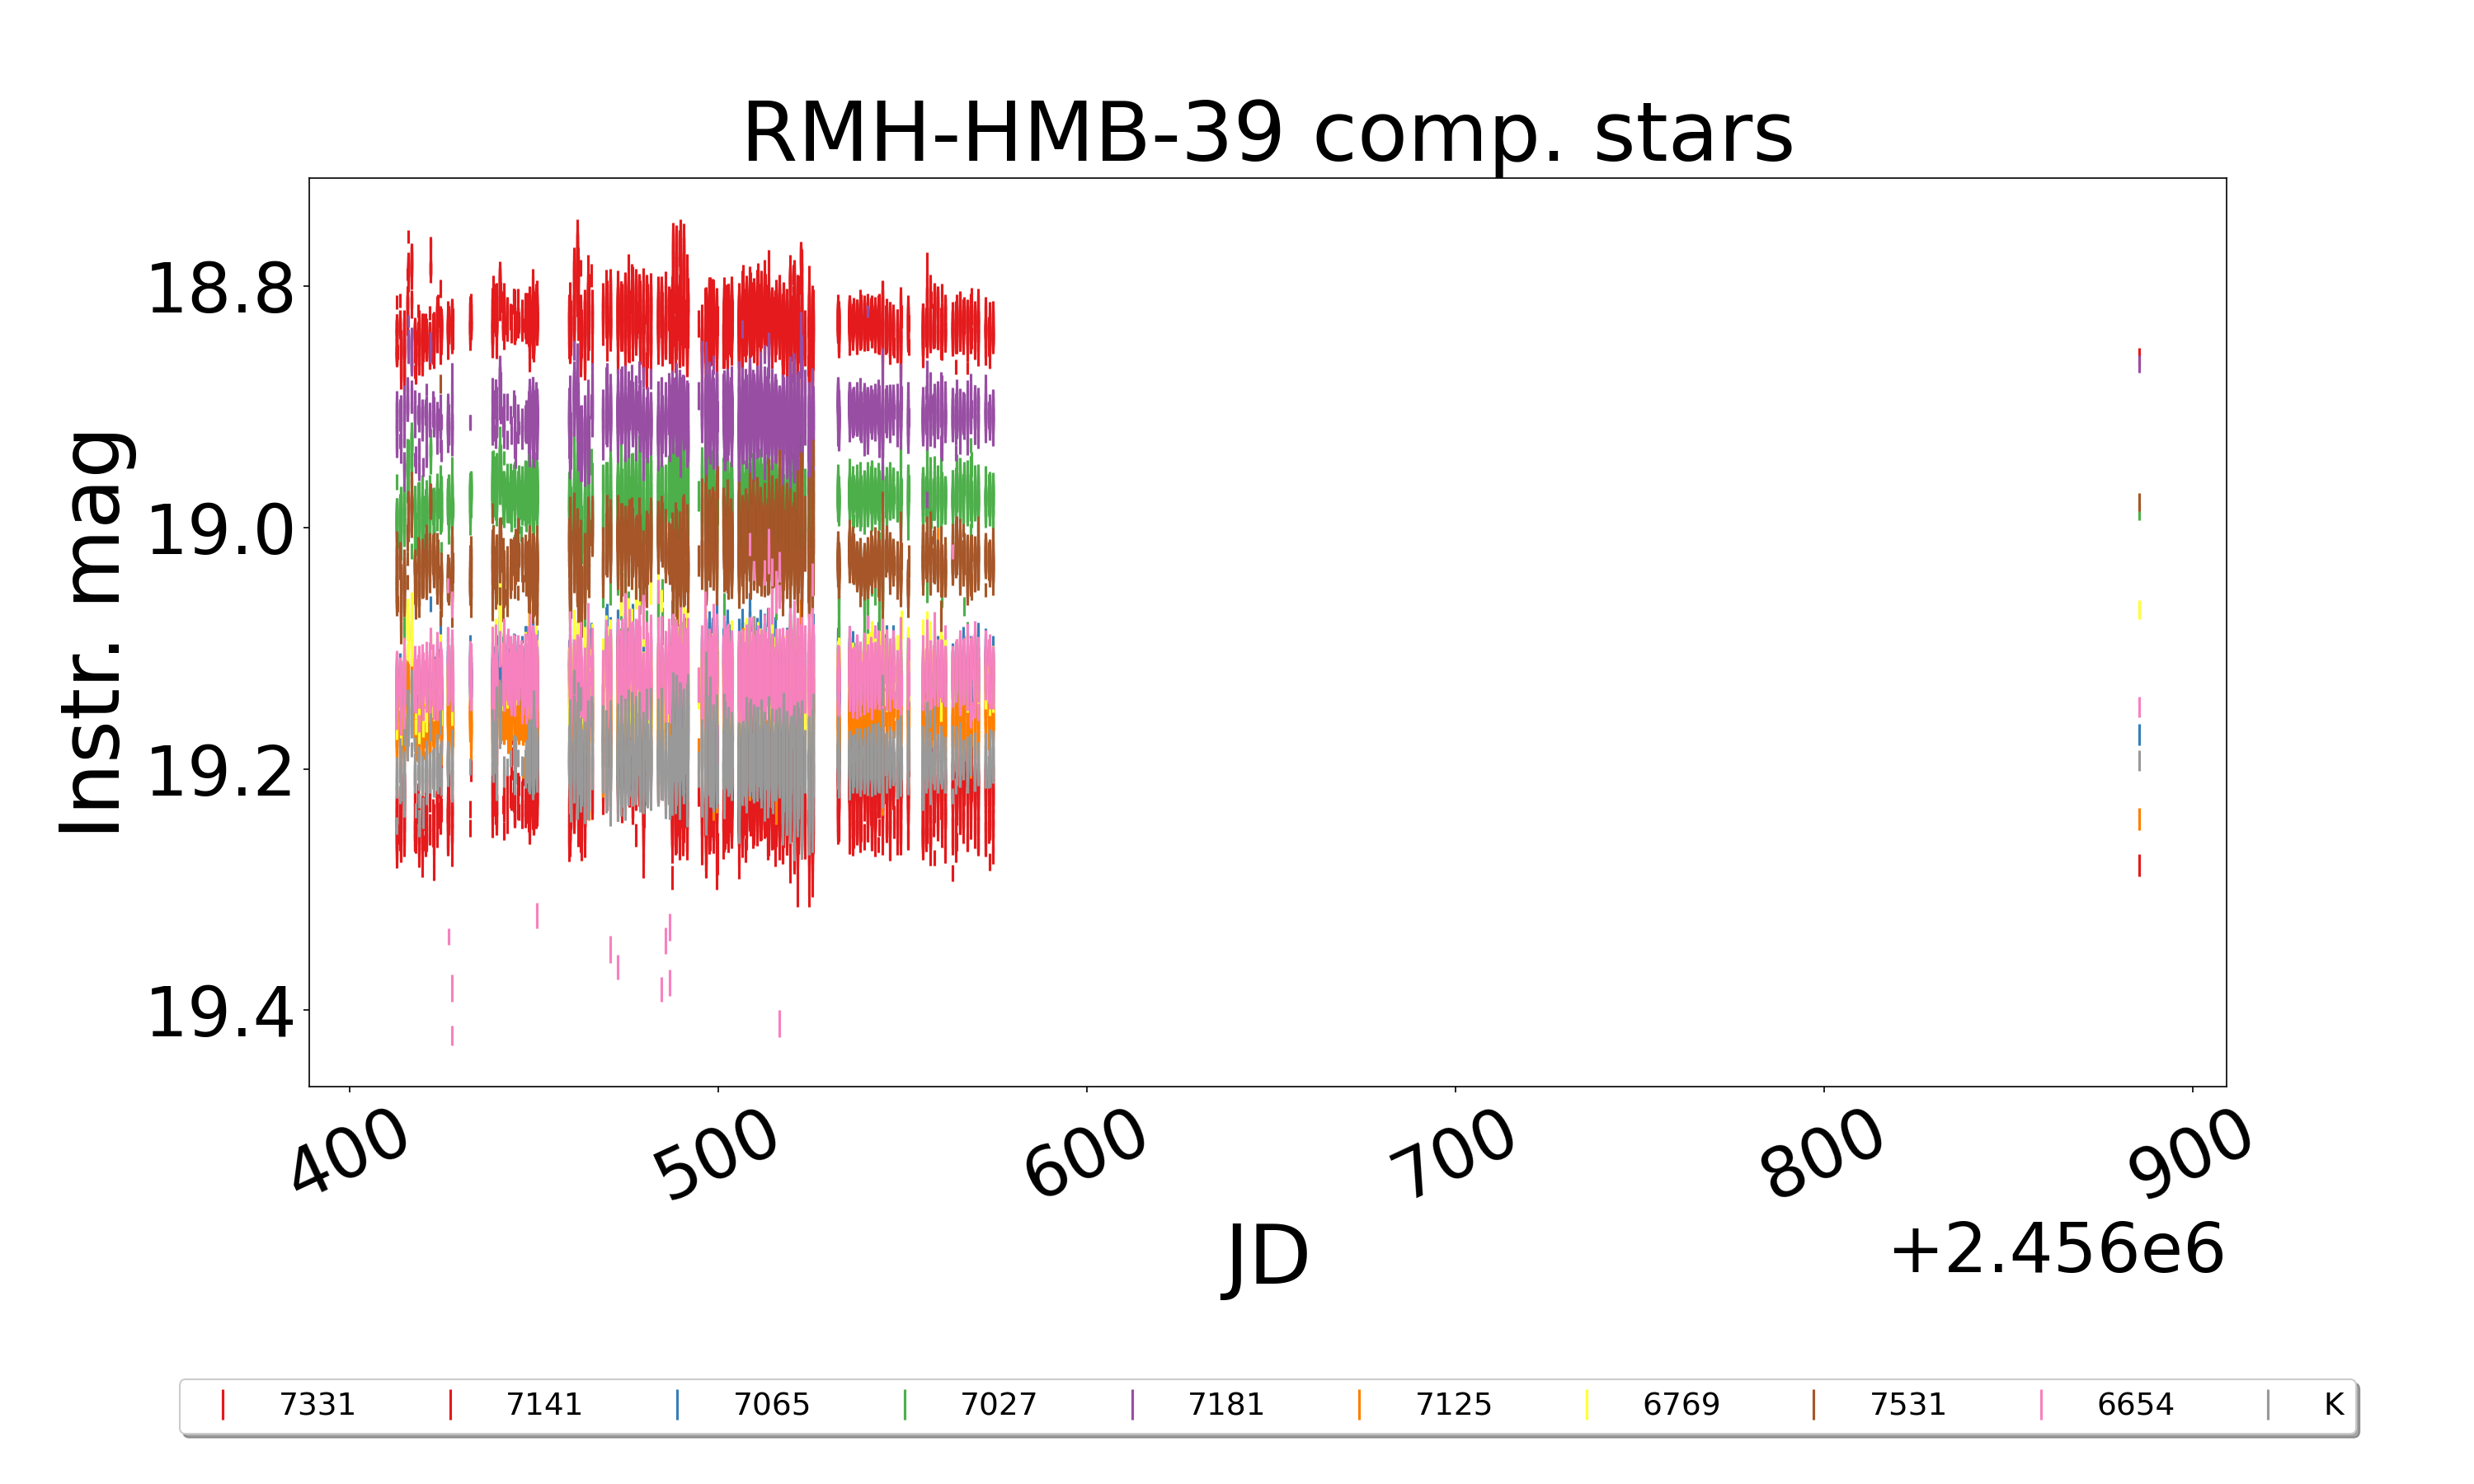 RMH-HMB-39 comp. stars
Instr. mag
18.8
19.0
19.2
19.4
400 500 600 700 800 900
JD
+2.456e6
7331 7141 7065 7027 7181 7125 6769 7531 6654 K